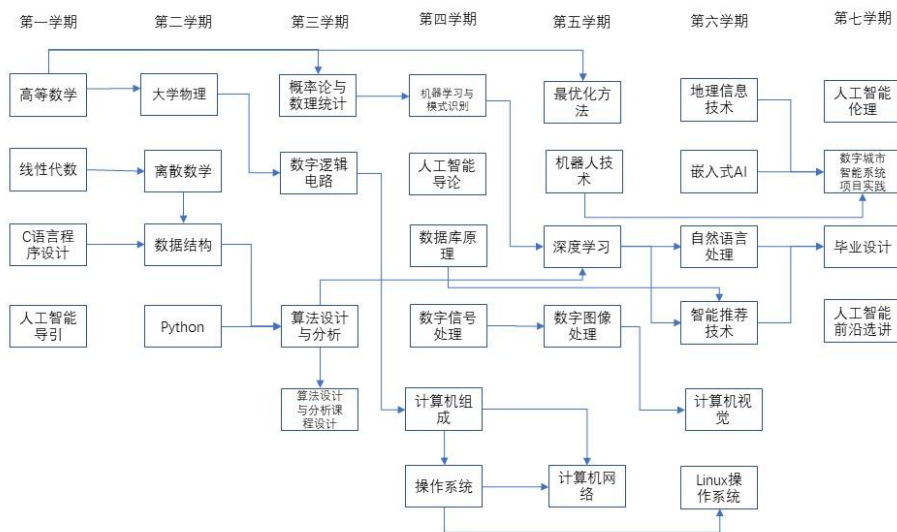 第一学期
第二学期
第三学期
第四学期
第五学期
第六学期
第七学期
高等数学
大学物理
概率论与
数理统计
机器学习与
模式识别
最优化方
法
地理信息
技术
人工智能
伦理
线性代数
离散数学
数字逻辑
电路
人工智能
导论
机器人技
术
嵌入式AI
数字城市
智能系统
项目实践
C语言程
序设计
数据结构
数据库原
理
深度学习
自然语言
处理
毕业设计
人工智能
导引
Python
算法设计
与分析
数字信号
处理
数字图像
处理
智能推荐
技术
人工智能
前沿选讲
算法设计
与分析课
程设计
计算机组
成
计算机视
觉
操作系统
计算机网
络
Linux操
作系统